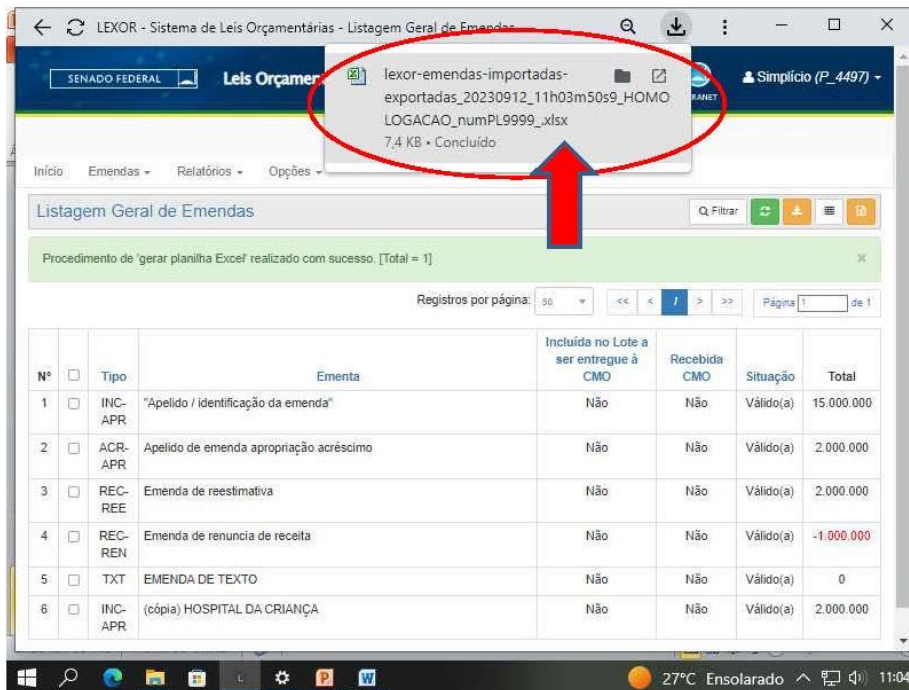 LEXOR - Sistema de Leis Orçamentárias - Listagem Geral de Emendas
SENADO FEDERAL
Leis Orçamen
lexor-emendas-importadas-
exportadas_20230912_11h03m50s9_HOMO
LOGACAO_numPL9999_.xlsx
7,4 KB • Concluído
RANET
Simplício (P_4497)
Início Emendas Relatórios Opções
Listagem Geral de Emendas
Filtrar
Procedimento de 'gerar planilha Excel' realizado com sucesso. [Total = 1]
Registros por página: 50 << < 1 > >> Página 1 de 1
Nº Tipo Ementa Incluída no Lote a ser entregue à CMO Recebida CMO Situação Total
1 INC-APR "Apelido / identificação da emenda" Não Não Válido(a) 15.000.000
2 ACR-APR Apelido de emenda apropriação acréscimo Não Não Válido(a) 2.000.000
3 REC-REE Emenda de reestimativa Não Não Válido(a) 2.000.000
4 REC-REN Emenda de renuncia de receita Não Não Válido(a) -1.000.000
5 TXT EMENDA DE TEXTO Não Não Válido(a) 0
6 INC-APR (cópia) HOSPITAL DA CRIANÇA Não Não Válido(a) 2.000.000
27°C Ensolarado 11:04